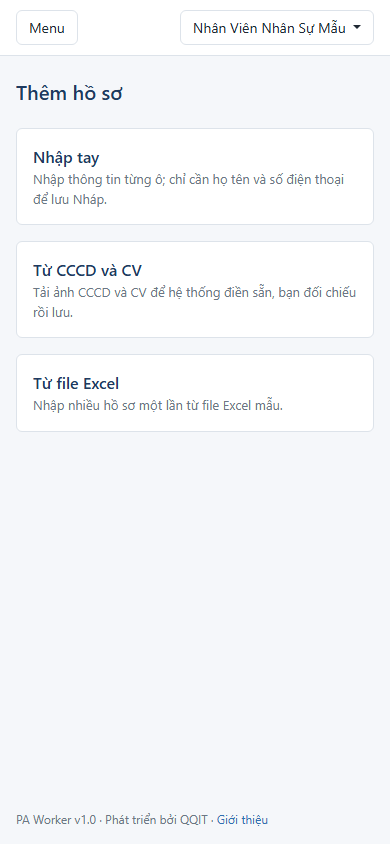 Menu
Nhân Viên Nhân Sự Mẫu
Thêm hồ sơ
Nhập tay
Nhập thông tin từng ô; chỉ cần họ tên và số điện thoại
để lưu Nháp.
Từ CCCD và CV
Tải ảnh CCCD và CV để hệ thống điền sẵn, bạn đối chiếu
rồi lưu.
Từ file Excel
Nhập nhiều hồ sơ một lần từ file Excel mẫu.
PA Worker v1.0 · Phát triển bởi QQIT · Giới thiệu